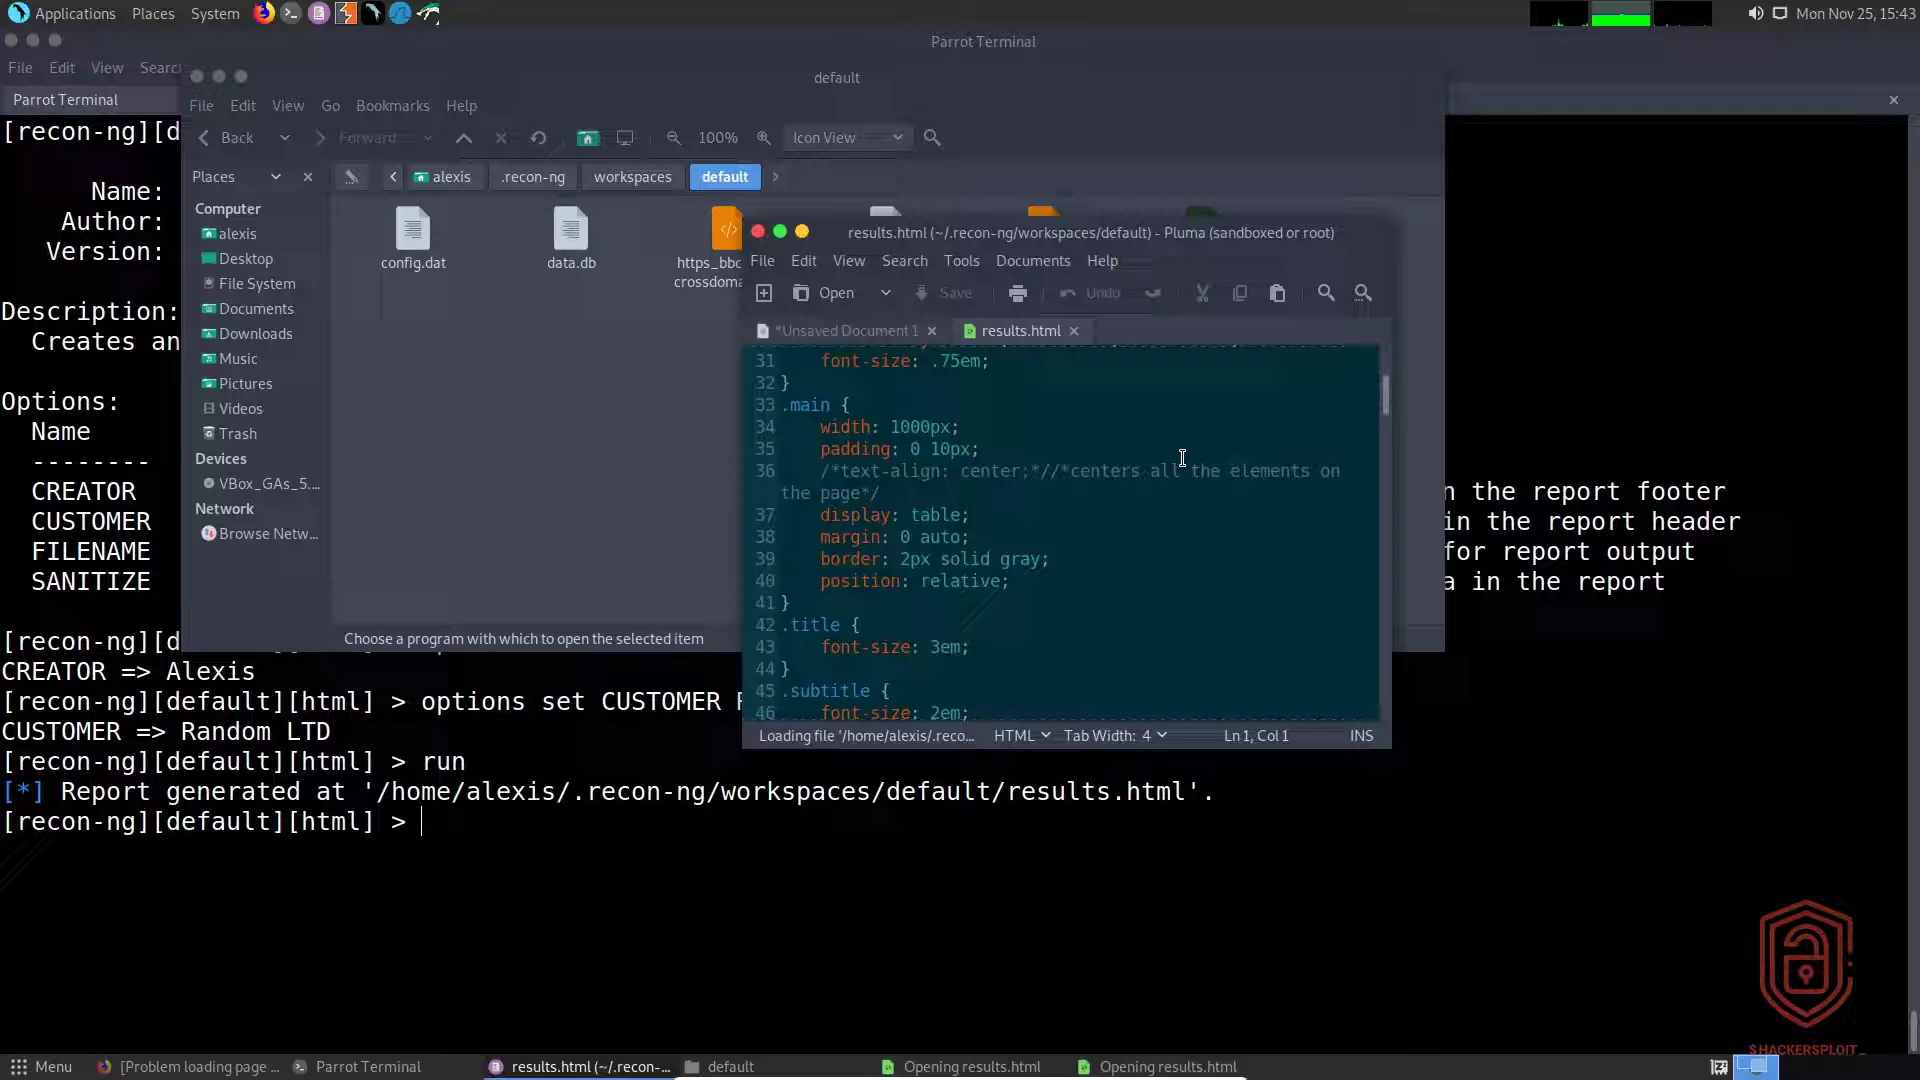 Applications Places System
Mon Nov 25, 15:43
Parrot Terminal
File Edit View
default
Parrot Terminal
File Edit View Go Bookmarks Help
[recon-ng][d
Back Forward 100% Icon View
Places
alexis .recon-ng workspaces default
Name:
Author:
Version:
Computer
alexis
Desktop
File System
Documents
Downloads
Music
Pictures
Videos
Trash
Devices
VBox_GAs_5....
Network
Browse Netw...
config.dat
data.db
https_bbc
crossdoma
Description:
Creates an
Options:
Name
--------
CREATOR
CUSTOMER
FILENAME
SANITIZE
n the report footer
in the report header
for report output
a in the report
results.html (~/.recon-ng/workspaces/default) - Pluma (sandboxed or root)
File Edit View Search Tools Documents Help
Open Save Undo
*Unsaved Document 1 results.html
31 font-size: .75em;
32 }
33 .main {
34 width: 1000px;
35 padding: 0 10px;
36 /*text-align: center;*//*centers all the elements on
the page*/
37 display: table;
38 margin: 0 auto;
39 border: 2px solid gray;
40 position: relative;
41 }
42 .title {
43 font-size: 3em;
44 }
45 .subtitle {
46 font-size: 2em;
Loading file '/home/alexis/.reco... HTML Tab Width: 4 Ln 1, Col 1 INS
Choose a program with which to open the selected item
[recon-ng][d
CREATOR => Alexis
[recon-ng][default][html] > options set CUSTOMER
CUSTOMER => Random LTD
[recon-ng][default][html] > run
[*] Report generated at '/home/alexis/.recon-ng/workspaces/default/results.html'.
[recon-ng][default][html] >
HACKERSPLOIT_
Menu [Problem loading page ... Parrot Terminal results.html (~/.recon-... default Opening results.html Opening results.html